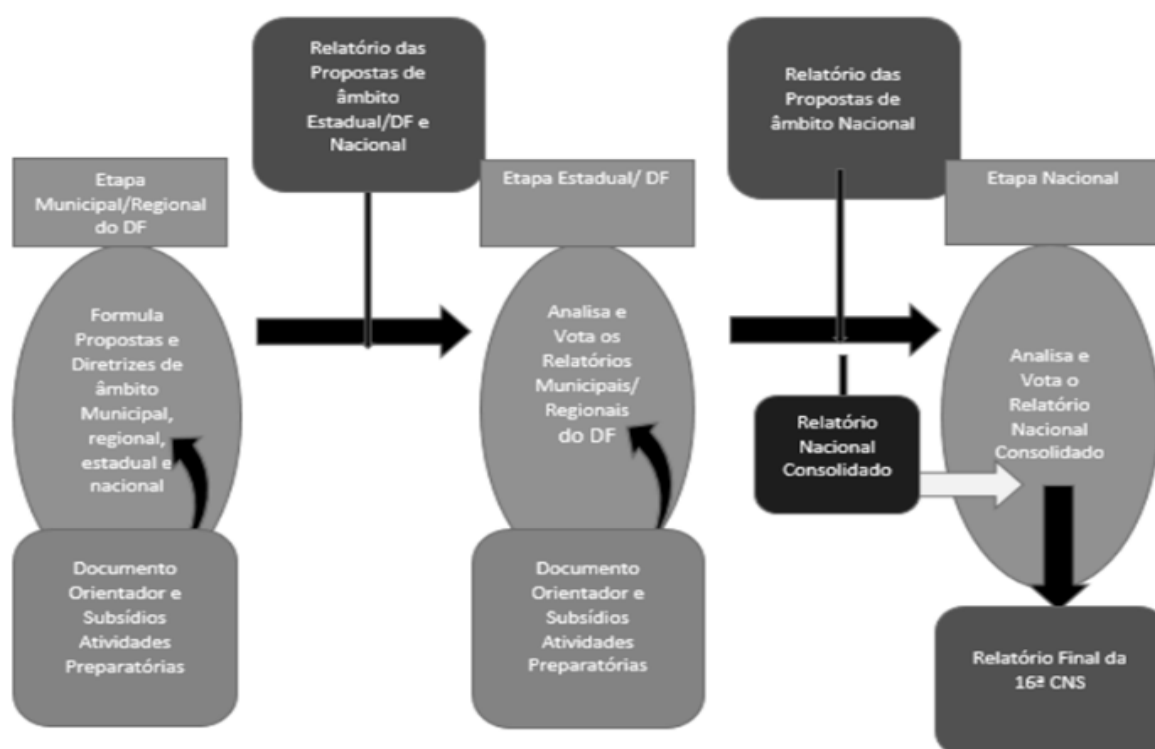 Relatório das
Propostas de
âmbito
Estadual/DF e
Nacional
Relatório das
Propostas de
âmbito Nacional
Etapa
Municipal/Regional
do DF
Etapa Estadual/ DF
Etapa Nacional
Formula
Propostas e
Diretrizes de
âmbito
Municipal,
regional,
estadual e
nacional
Analisa e
Vota os
Relatórios
Municipais/
Regionais
do DF
Relatório
Nacional
Consolidado
Analisa e
Vota o
Relatório
Nacional
Consolidado
Documento
Orientador e
Subsídios
Atividades
Preparatórias
Documento
Orientador e
Subsídios
Atividades
Preparatórias
Relatório Final da
16ª CNS